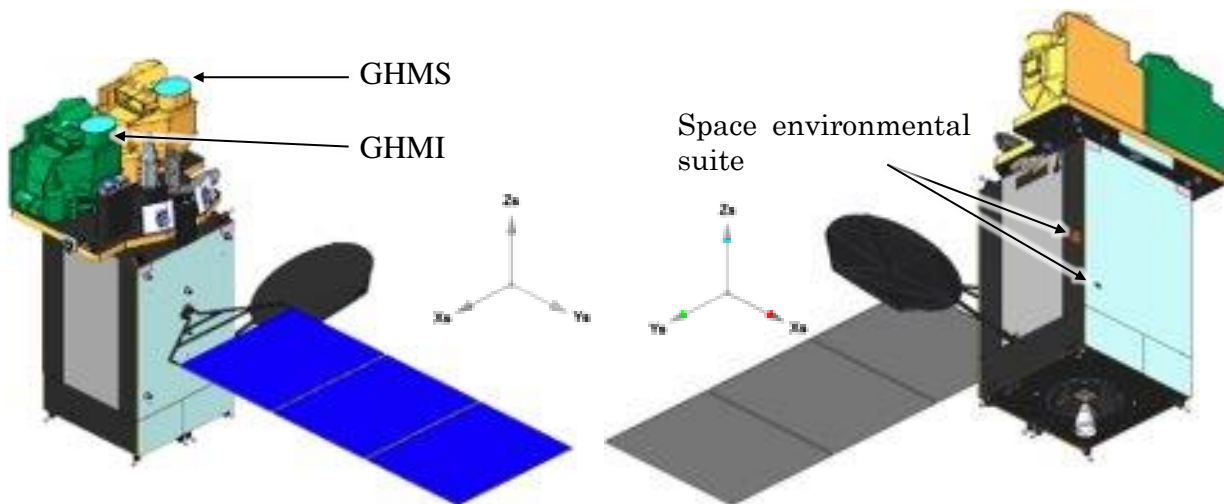 GHMS
GHMI
Space environmental
suite
Zs
Xs
Ys
Zs
Ys
Xs